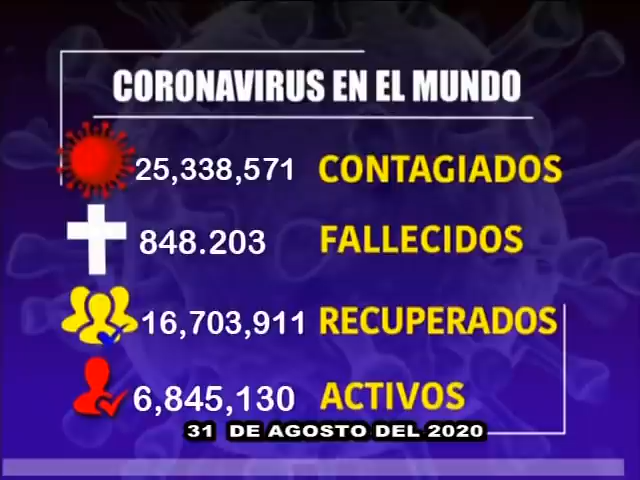 CORONAVIRUS EN EL MUNDO
25,338,571 CONTAGIADOS
848.203 FALLECIDOS
16,703,911 RECUPERADOS
6,845,130 ACTIVOS
31 DE AGOSTO DEL 2020